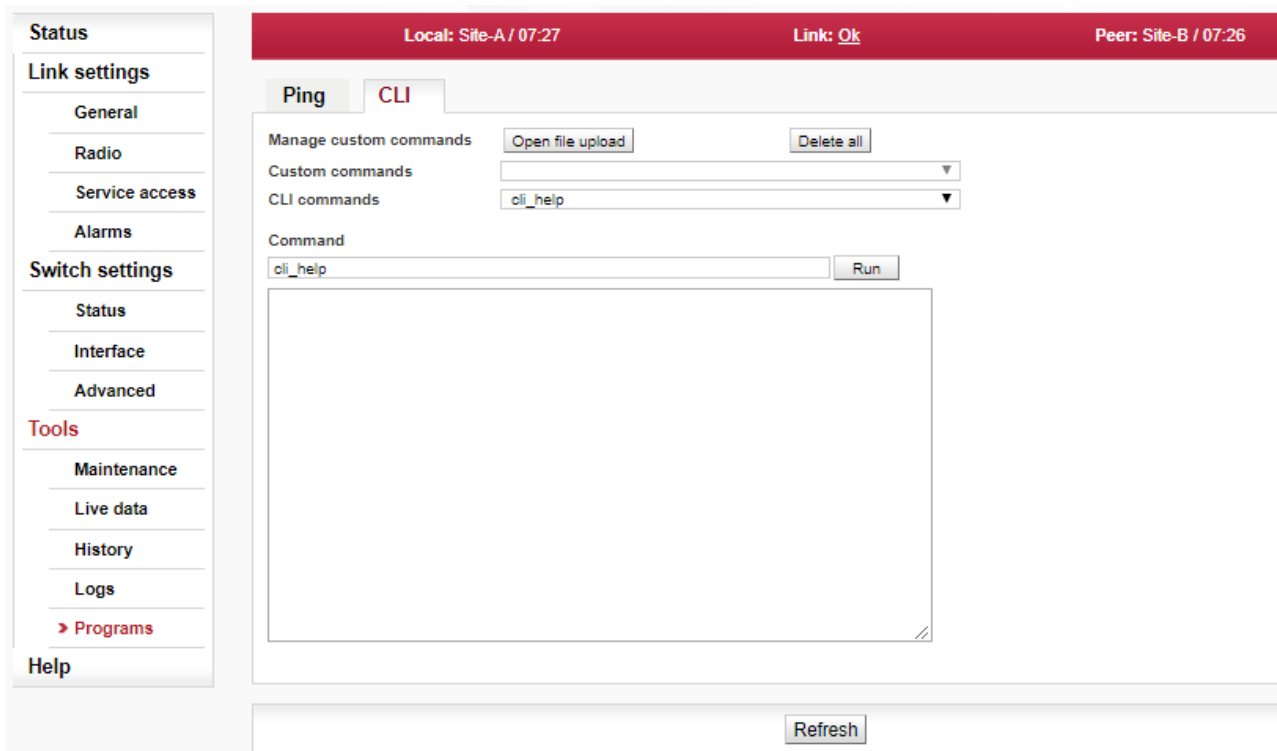 Status
Link settings
General
Radio
Service access
Alarms
Switch settings
Status
Interface
Advanced
Tools
Maintenance
Live data
History
Logs
Programs
Help
Local: Site-A / 07:27 Link: Ok Peer: Site-B / 07:26
Ping CLI
Manage custom commands Open file upload Delete all
Custom commands
CLI commands cli_help
Command
cli_help Run
Refresh